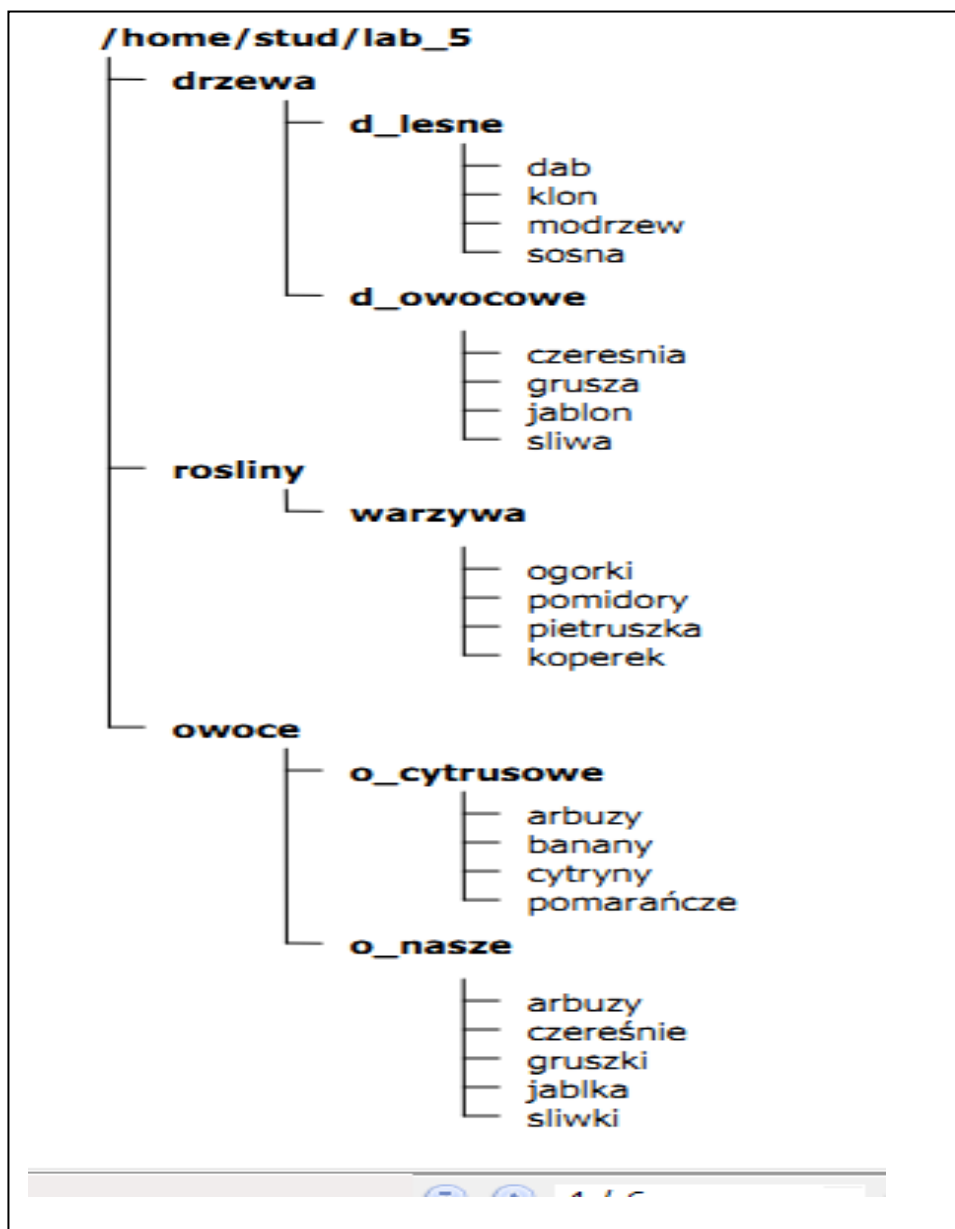 /home/stud/lab_5
drzewa
d_lesne
dab
klon
modrzew
sosna
d_owocowe
czeresnia
grusza
jablon
sliwa
rosliny
warzywa
ogorki
pomidory
pietruszka
koperek
owoce
o_cytrusowe
arbuzy
banany
cytryny
pomarańcze
o_nasze
arbuzy
czereśnie
gruszki
jablka
sliwki